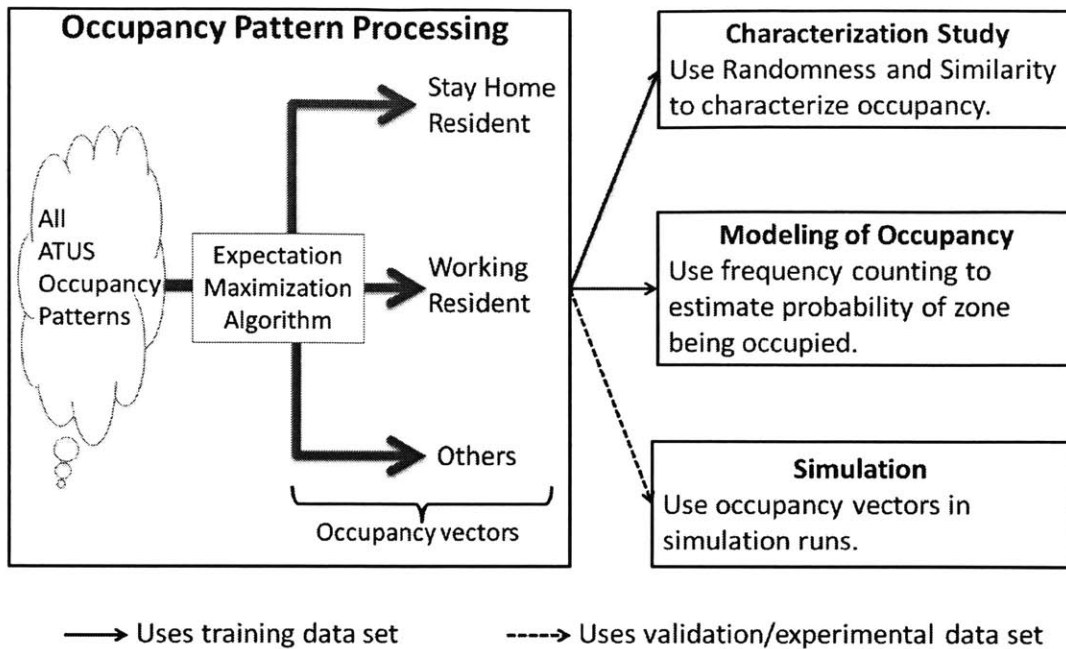 Occupancy Pattern Processing
All
ATUS
Occupancy
Patterns
Expectation
Maximization
Algorithm
Stay Home
Resident
Working
Resident
Others
Occupancy vectors
Characterization Study
Use Randomness and Similarity
to characterize occupancy.
Modeling of Occupancy
Use frequency counting to
estimate probability of zone
being occupied.
Simulation
Use occupancy vectors in
simulation runs.
Uses training data set
Uses validation/experimental data set